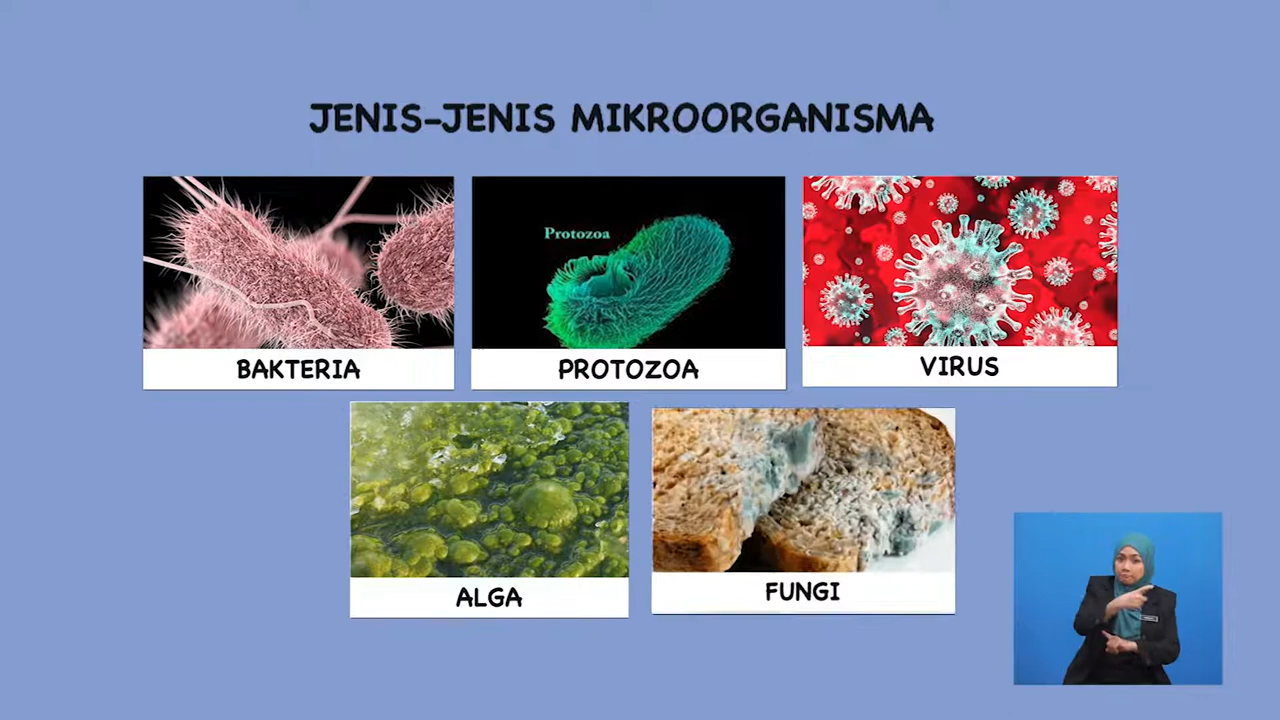 JENIS-JENIS MIKROORGANISMA
Protozoa
BAKTERIA
PROTOZOA
VIRUS
ALGA
FUNGI